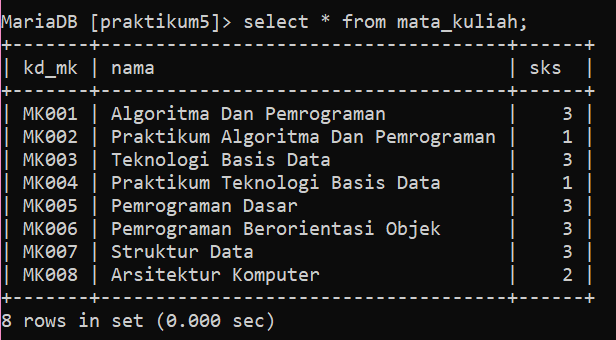 MariaDB [praktikum5]> select * from mata_kuliah;
+-------+------------------------------------+------+
| kd_mk | nama                               | sks  |
+-------+------------------------------------+------+
| MK001 | Algoritma Dan Pemrograman          |    3 |
| MK002 | Praktikum Algoritma Dan Pemrograman |    1 |
| MK003 | Teknologi Basis Data               |    3 |
| MK004 | Praktikum Teknologi Basis Data     |    1 |
| MK005 | Pemrograman Dasar                  |    3 |
| MK006 | Pemrograman Berorientasi Objek     |    3 |
| MK007 | Struktur Data                      |    3 |
| MK008 | Arsitektur Komputer                |    2 |
+-------+------------------------------------+------+
8 rows in set (0.000 sec)